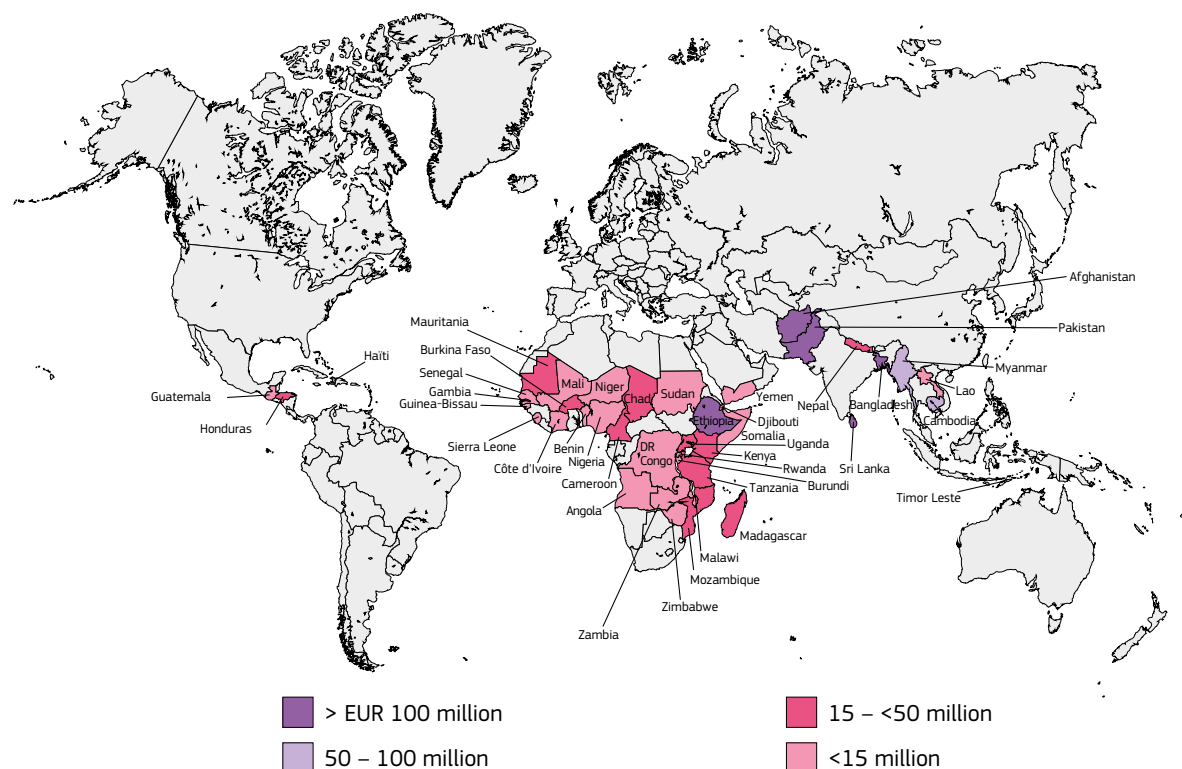 Afghanistan
Mauritania
Pakistan
Burkina Faso
Haïti
Myanmar
Senegal
Mali
Niger
Lao
Gambia
Chad
Sudan
Yemen
Guatemala
Guinea-Bissau
Nepal
Bangladesh
Ethiopia
Djibouti
Cambodia
Honduras
Somalia
Sierra Leone
Benin
DR
Congo
Uganda
Nigeria
Kenya
Côte d'Ivoire
Rwanda
Sri Lanka
Cameroon
Burundi
Tanzania
Timor Leste
Angola
Madagascar
Malawi
Mozambique
Zimbabwe
Zambia
> EUR 100 million
15 – <50 million
50 – 100 million
<15 million